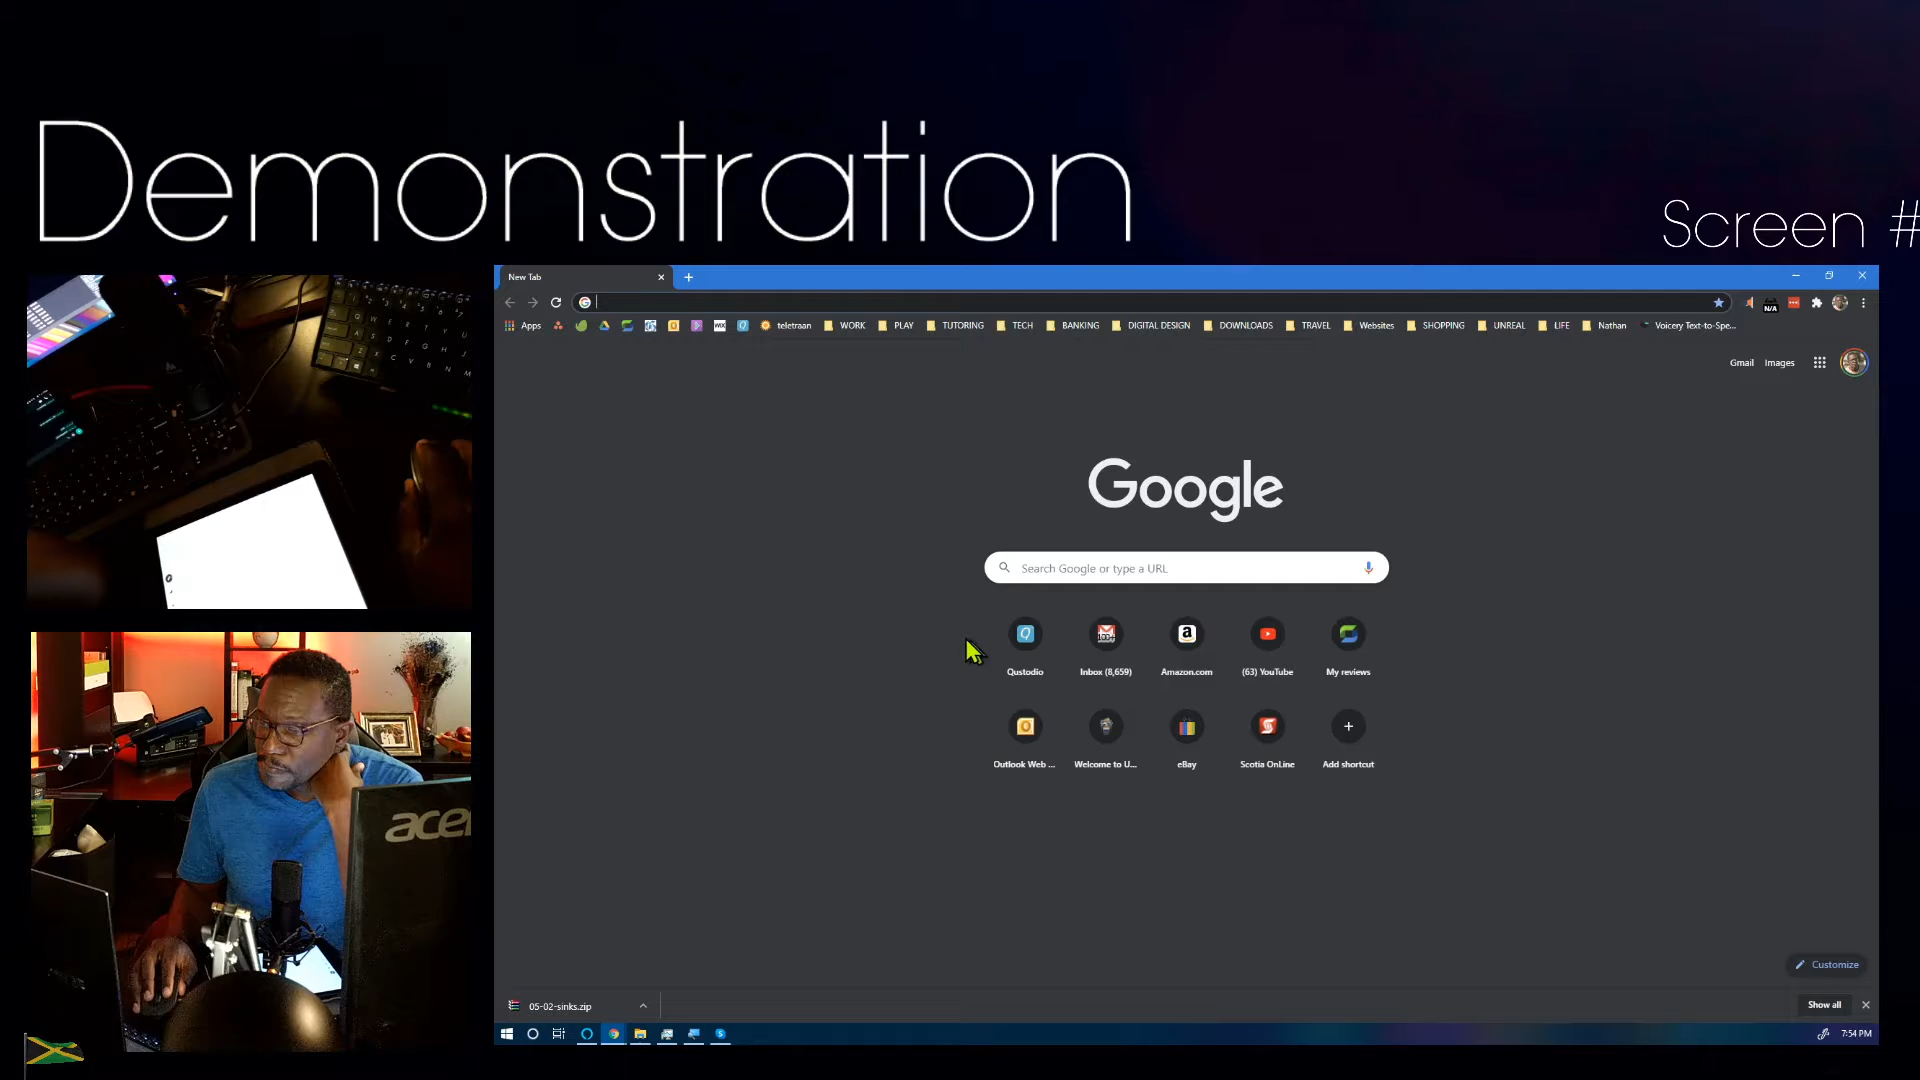 Demonstration
Screen #
New Tab
Apps
teletraan
WORK
PLAY
TUTORING
TECH
BANKING
DIGITAL DESIGN
DOWNLOADS
TRAVEL
Websites
SHOPPING
UNREAL
LIFE
Nathan
Voicery Text-to-Spe...
N/A
WIX
Gmail
Images
Google
Search Google or type a URL
100+
Qustodio
Inbox (8,659)
Amazon.com
(63) YouTube
My reviews
Outlook Web ...
Welcome to U...
eBay
Scotia OnLine
Add shortcut
acer
Customize
05-02-sinks.zip
Show all
7:54 PM